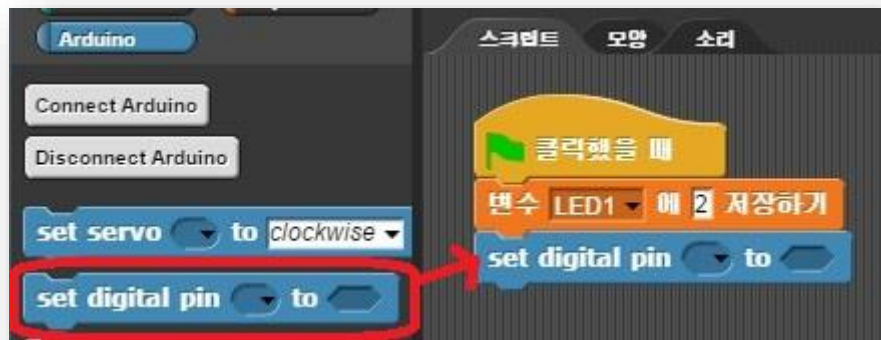 Arduino
Connect Arduino
Disconnect Arduino
set servo to clockwise
set digital pin to
스크립트 모양 소리
클릭했을 때
변수 LED1 에 2 저장하기
set digital pin to